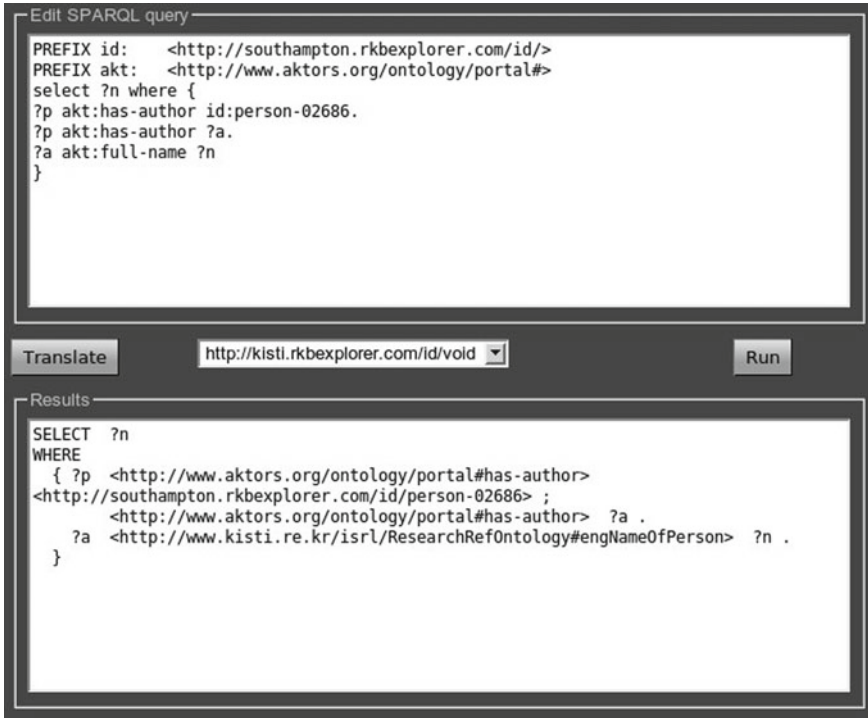 Edit SPARQL query
PREFIX id:    <http://southampton.rkbexplorer.com/id/>
PREFIX akt:   <http://www.aktors.org/ontology/portal#>
select ?n where {
?p akt:has-author id:person-02686.
?p akt:has-author ?a.
?a akt:full-name ?n
}
Translate http://kisti.rkbexplorer.com/id/void Run
Results
SELECT  ?n
WHERE
  { ?p  <http://www.aktors.org/ontology/portal#has-author>
<http://southampton.rkbexplorer.com/id/person-02686> ;
        <http://www.aktors.org/ontology/portal#has-author>  ?a .
    ?a  <http://www.kisti.re.kr/isrl/ResearchRefOntology#engNameOfPerson>  ?n .
  }